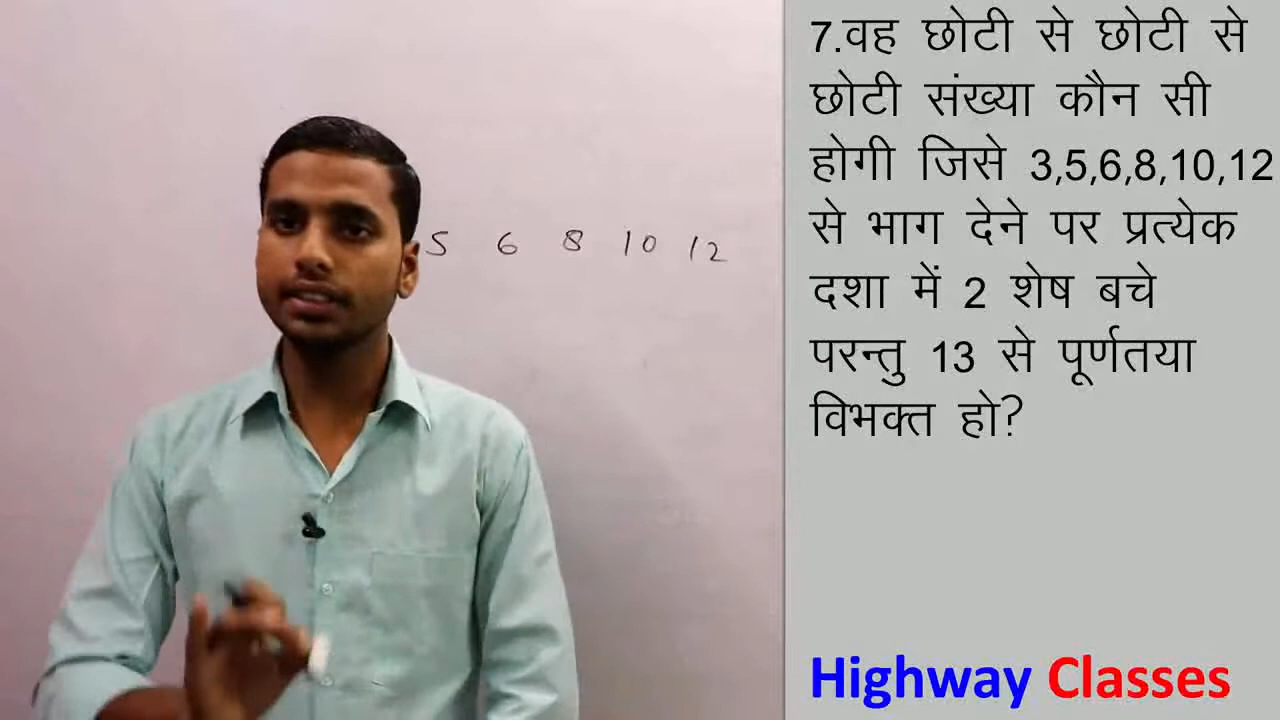 5 6 8 10 12
7.वह छोटी से छोटी से
छोटी संख्या कौन सी
होगी जिसे 3,5,6,8,10,12
से भाग देने पर प्रत्येक
दशा में 2 शेष बचे
परन्तु 13 से पूर्णतया
विभक्त हो?
Highway Classes